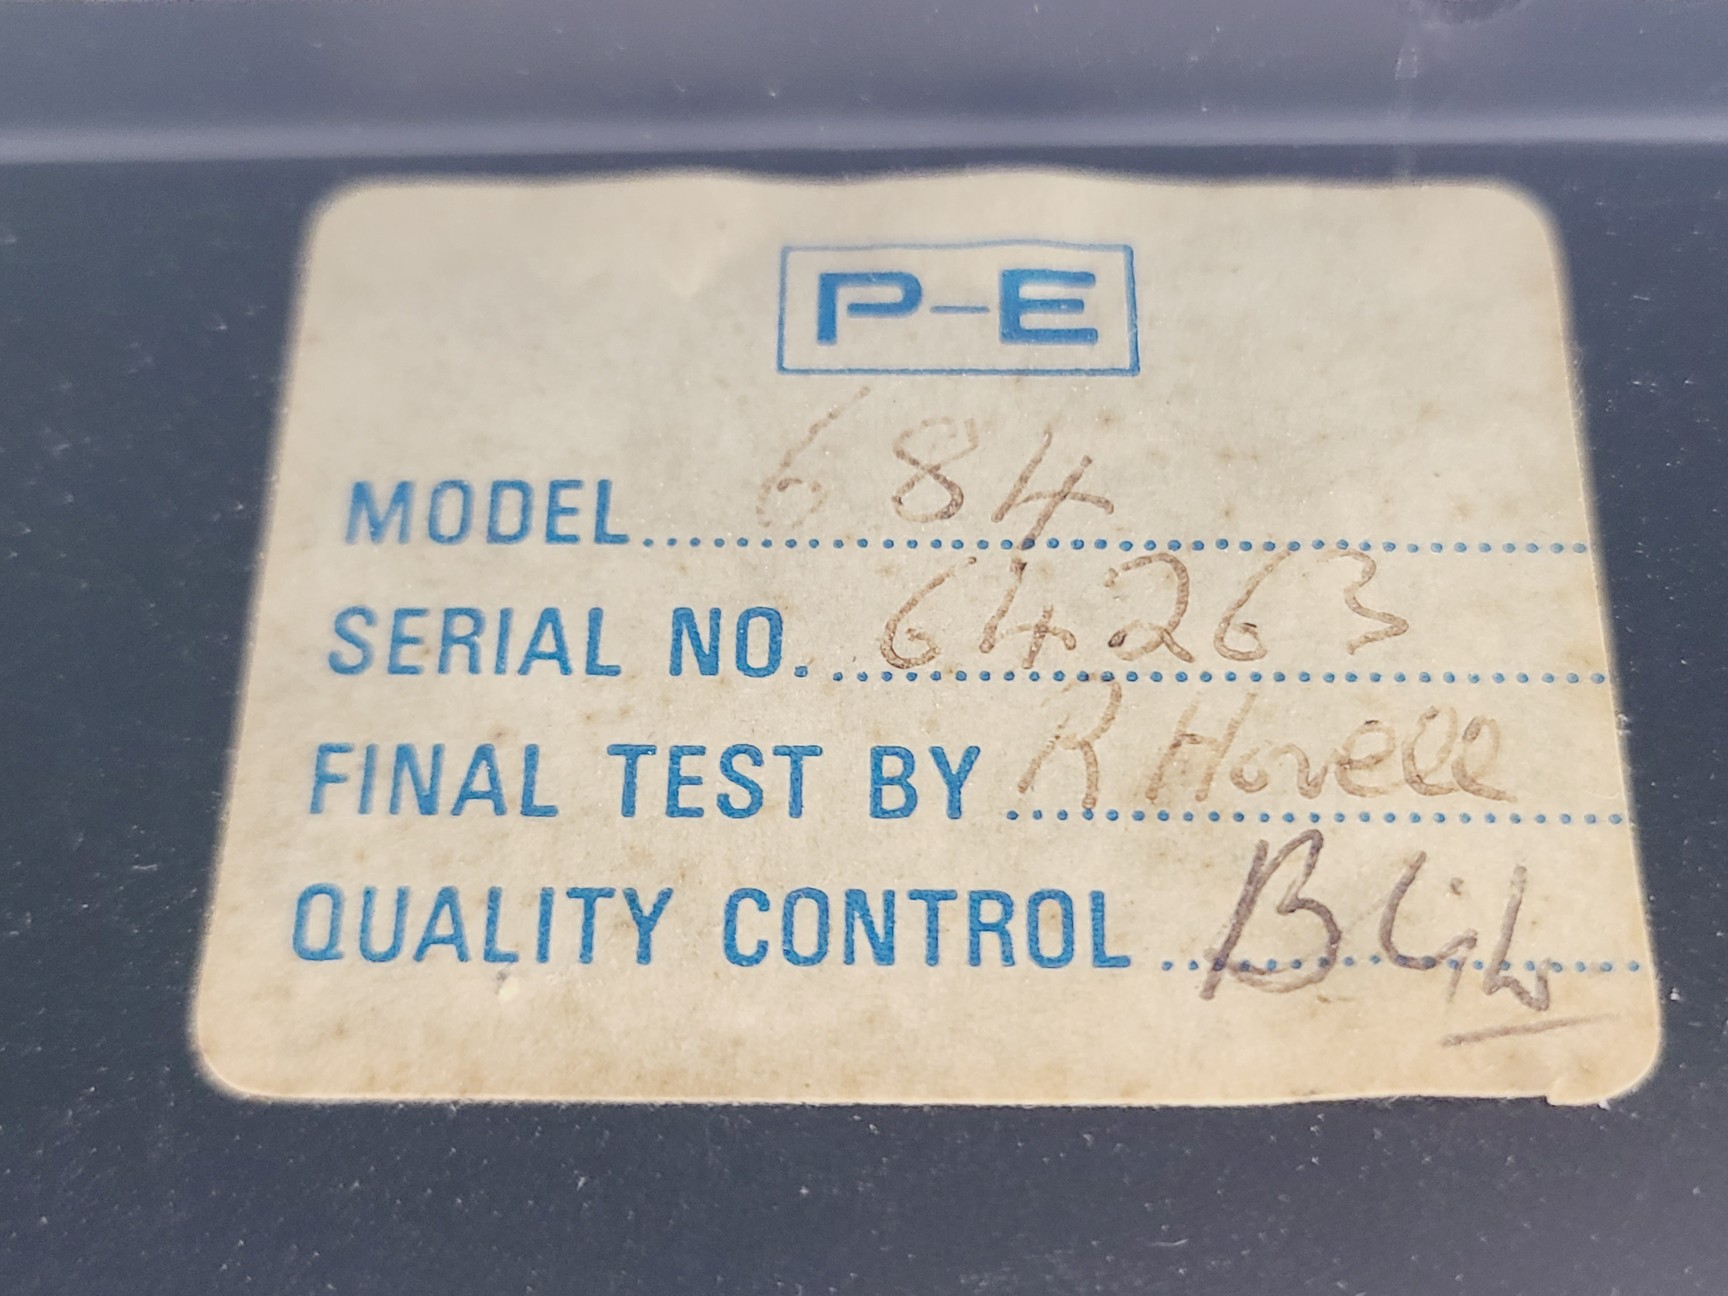 P-E
MODEL 684
SERIAL NO. 64263
FINAL TEST BY R Hovell
QUALITY CONTROL B